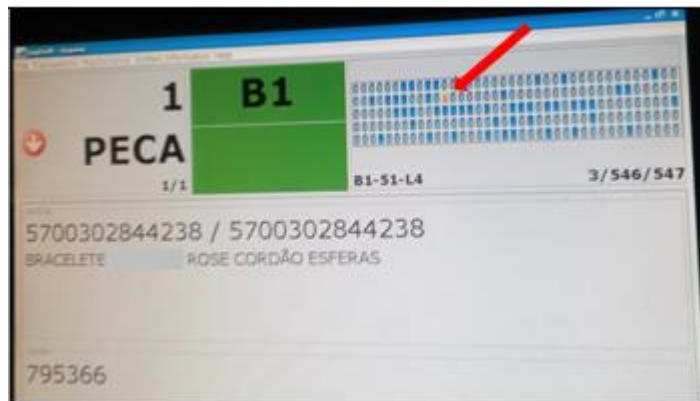 1
B1
PECA
1/1
B1-51-L4
3/546/547
5700302844238 / 5700302844238
BRACELETE ROSE CORDÃO ESFERAS
795366